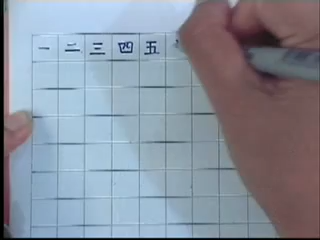 一 二 三 四 五